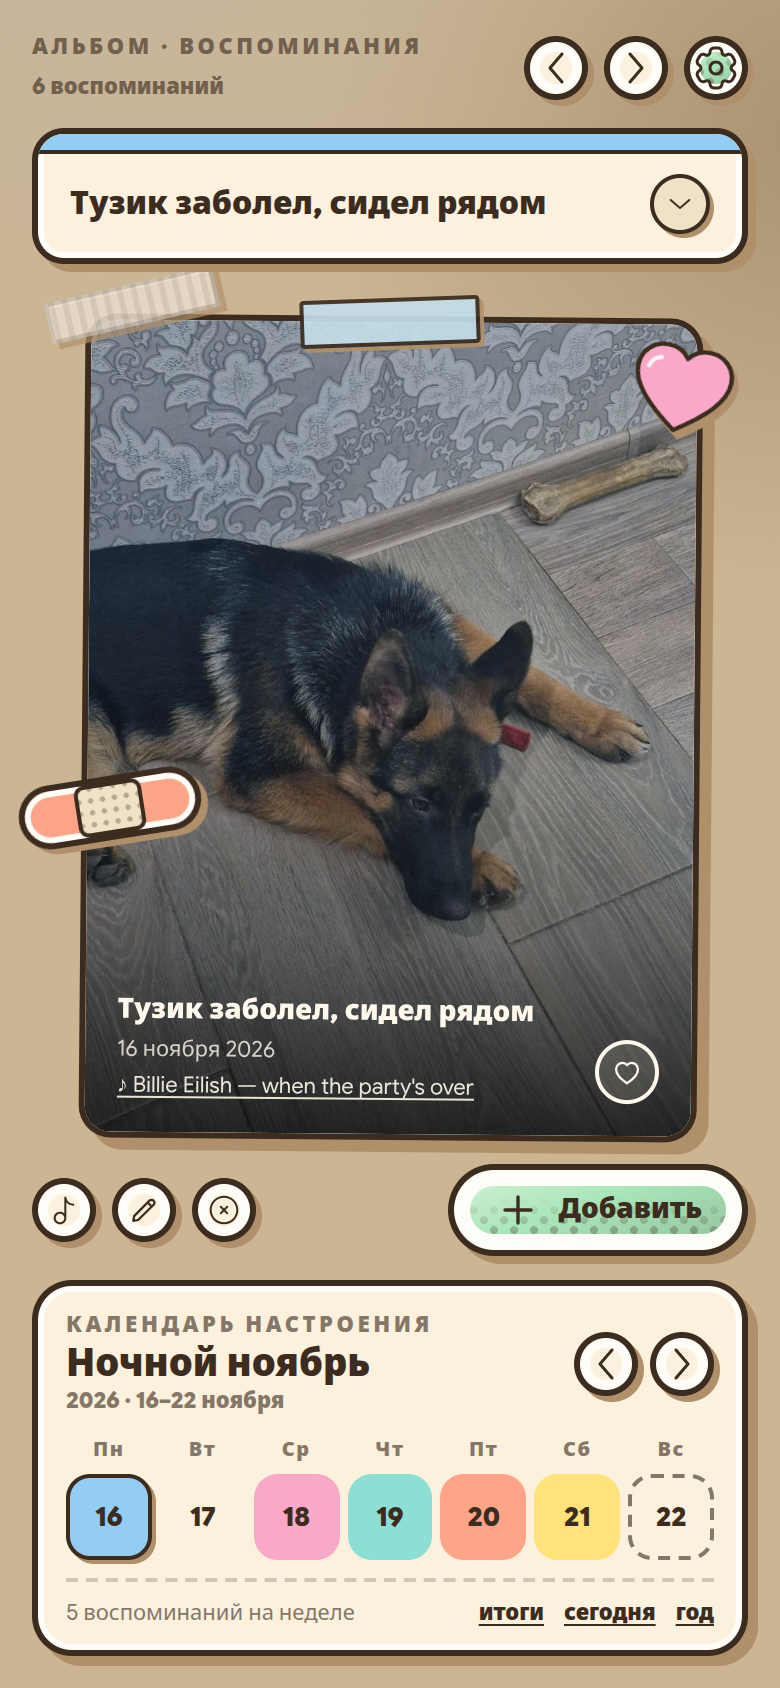 АЛЬБОМ · ВОСПОМИНАНИЯ
6 воспоминаний
Тузик заболел, сидел рядом
Тузик заболел, сидел рядом
16 ноября 2026
♪ Billie Eilish — when the party's over
Добавить
КАЛЕНДАРЬ НАСТРОЕНИЯ
Ночной ноябрь
2026 · 16–22 ноября
Пн Вт Ср Чт Пт Сб Вс
16 17 18 19 20 21 22
5 воспоминаний на неделе итоги сегодня год